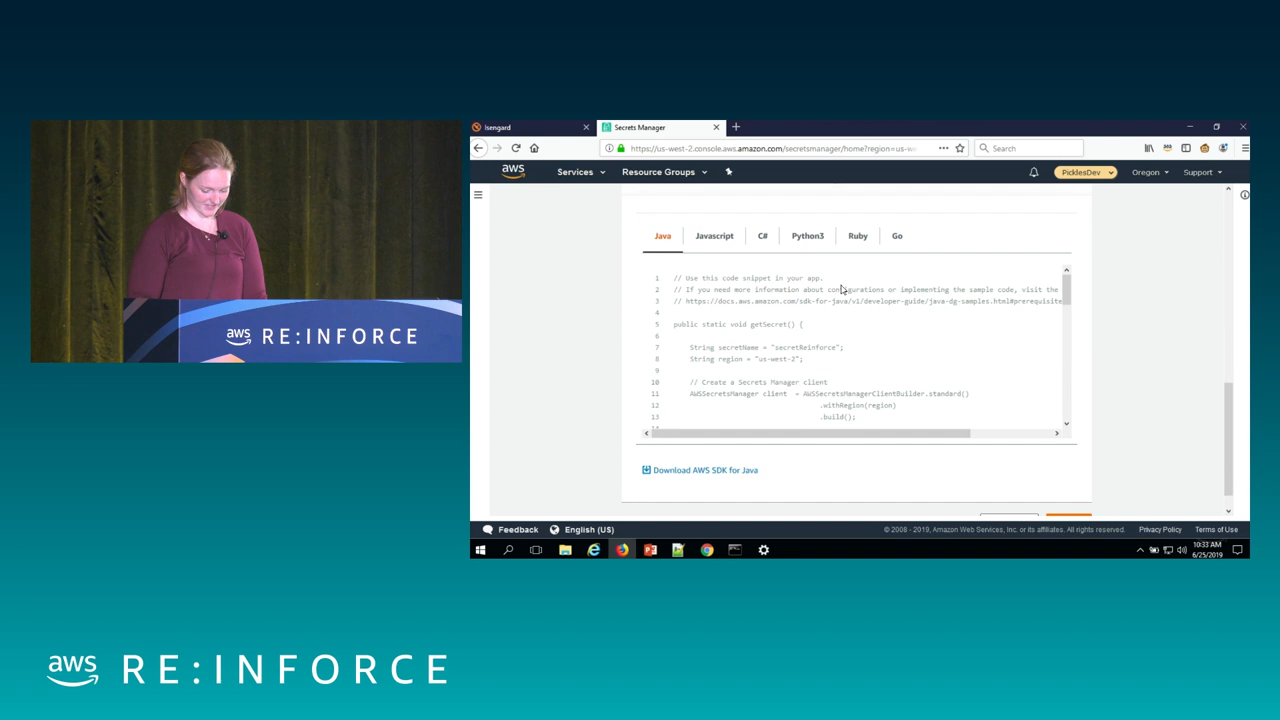 aws RE:INFORCE
Isengard
Secrets Manager
https://us-west-2.console.aws.amazon.com/secretsmanager/home?region=us-w
Search
aws Services Resource Groups PicklesDev Oregon Support
Java Javascript C# Python3 Ruby Go
1 // Use this code snippet in your app.
2 // If you need more information about configurations or implementing the sample code, visit the
3 // https://docs.aws.amazon.com/sdk-for-java/v1/developer-guide/java-dg-samples.html#prerequisite
4
5 public static void getSecret() {
6
7 String secretName = "secretReinforce";
8 String region = "us-west-2";
9
10 // Create a Secrets Manager client
11 AWSSecretsManager client = AWSSecretsManagerClientBuilder.standard()
12 .withRegion(region)
13 .build();
Download AWS SDK for Java
Feedback English (US) © 2008 - 2019, Amazon Web Services, Inc. or its affiliates. All rights reserved. Privacy Policy Terms of Use
10:33 AM
6/25/2019
aws RE:INFORCE